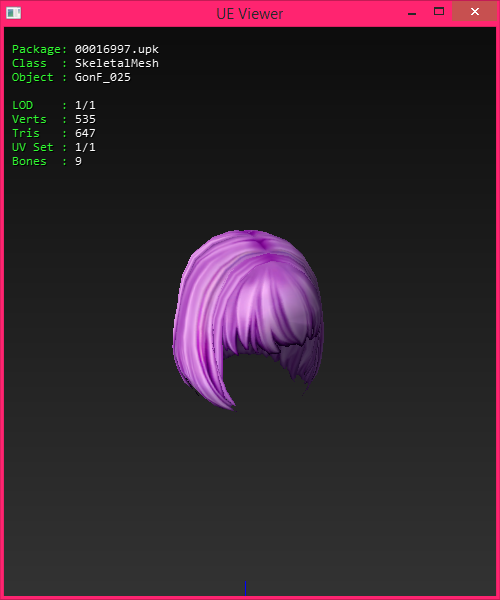 UE Viewer
Package: 00016997.upk
Class  : SkeletalMesh
Object : GonF_025
LOD    : 1/1
Verts  : 535
Tris   : 647
UV Set : 1/1
Bones  : 9